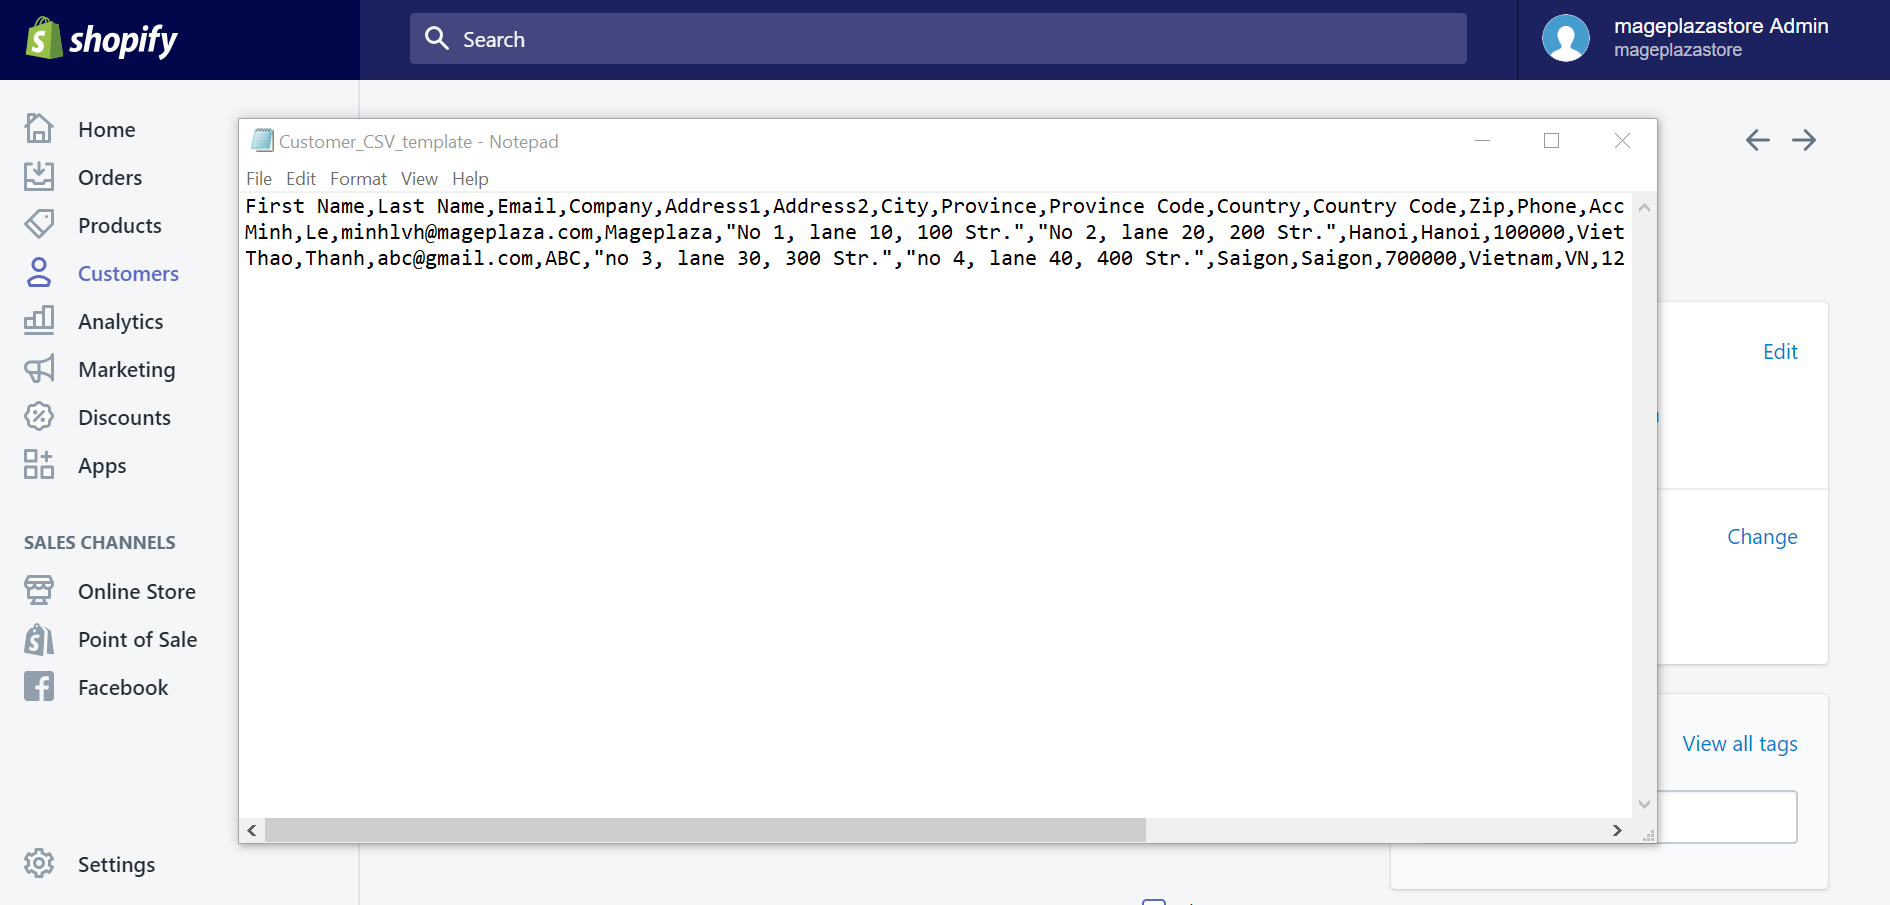 shopify
Search
mageplazastore Admin
mageplazastore
Home
Orders
Products
Customers
Analytics
Marketing
Discounts
Apps
SALES CHANNELS
Online Store
Point of Sale
Facebook
Settings
Customer_CSV_template - Notepad
File Edit Format View Help
First Name,Last Name,Email,Company,Address1,Address2,City,Province,Province Code,Country,Country Code,Zip,Phone,Acc
Minh,Le,minhlvh@mageplaza.com,Mageplaza,"No 1, lane 10, 100 Str.","No 2, lane 20, 200 Str.",Hanoi,Hanoi,100000,Viet
Thao,Thanh,abc@gmail.com,ABC,"no 3, lane 30, 300 Str.","no 4, lane 40, 400 Str.",Saigon,Saigon,700000,Vietnam,VN,12
Edit
Change
View all tags